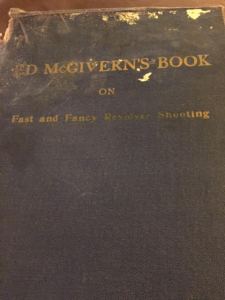 ED McGIVERN'S BOOK
ON
Fast and Fancy Revolver Shooting